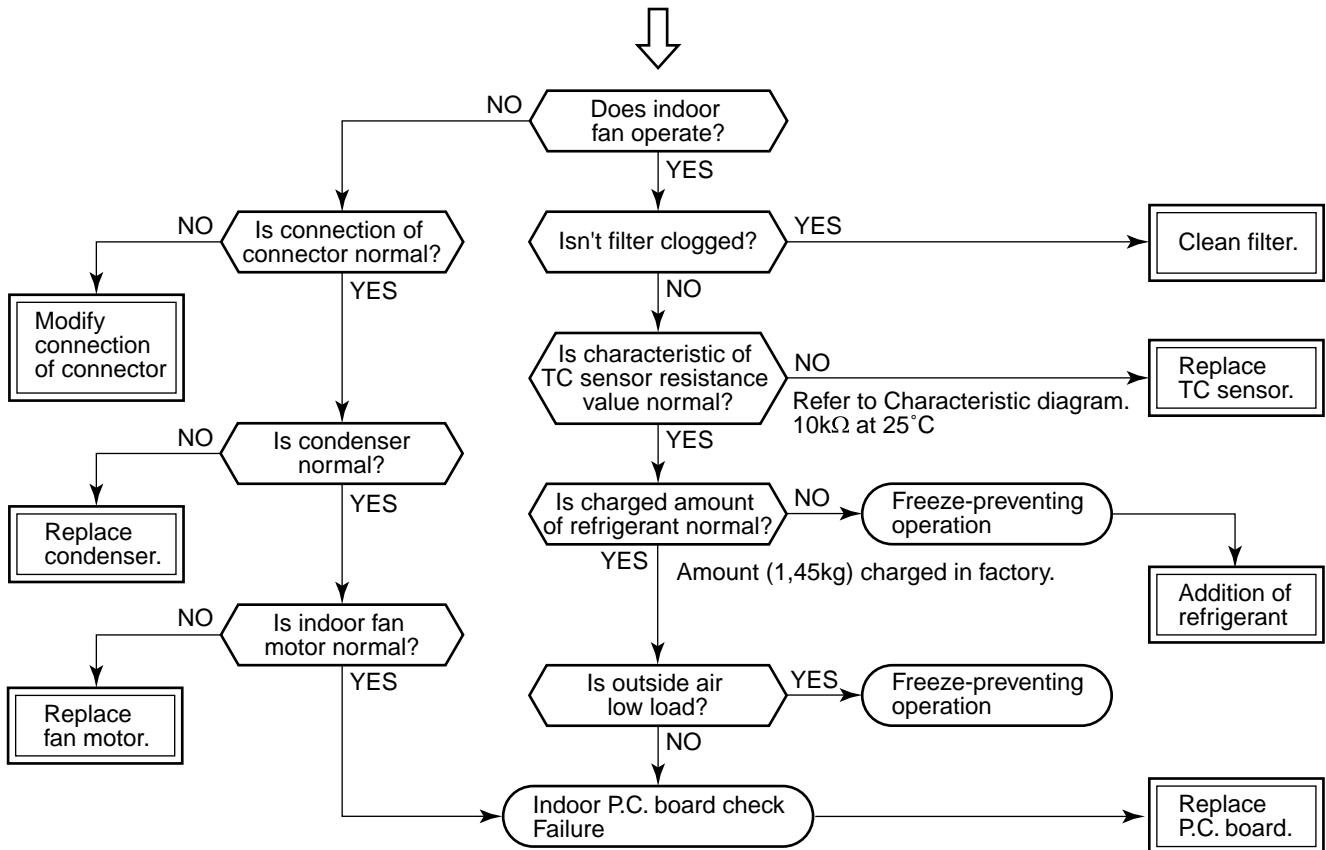 NO
Does indoor
fan operate?
YES
NO
Is connection of
connector normal?
YES
Isn't filter clogged?
YES
Clean filter.
NO
Modify
connection
of connector
Is characteristic of
TC sensor resistance
value normal?
NO
Refer to Characteristic diagram.
10kΩ at 25˚C
Replace
TC sensor.
YES
NO
Is condenser
normal?
YES
Replace
condenser.
Is charged amount
of refrigerant normal?
NO
Freeze-preventing
operation
YES
Amount (1,45kg) charged in factory.
Addition of
refrigerant
NO
Is indoor fan
motor normal?
YES
Replace
fan motor.
Is outside air
low load?
YES
Freeze-preventing
operation
NO
Indoor P.C. board check
Failure
Replace
P.C. board.